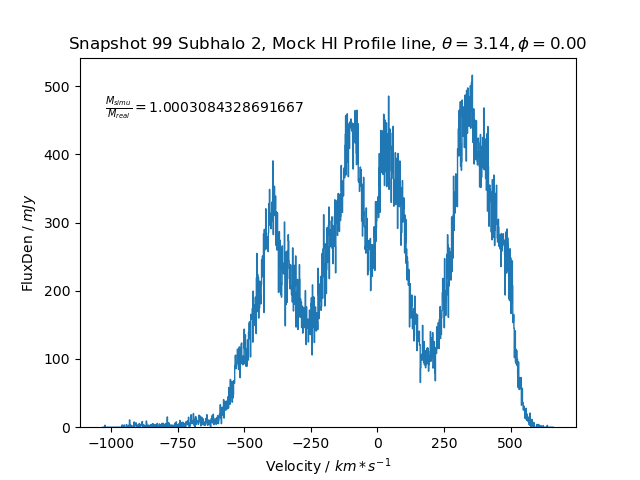 Snapshot 99 Subhalo 2, Mock HI Profile line, θ = 3.14, ϕ = 0.00
M_simu/M_real = 1.0003084328691667
FluxDen / mJy
500
400
300
200
100
0
−1000 −750 −500 −250 0 250 500
Velocity / km * s⁻¹